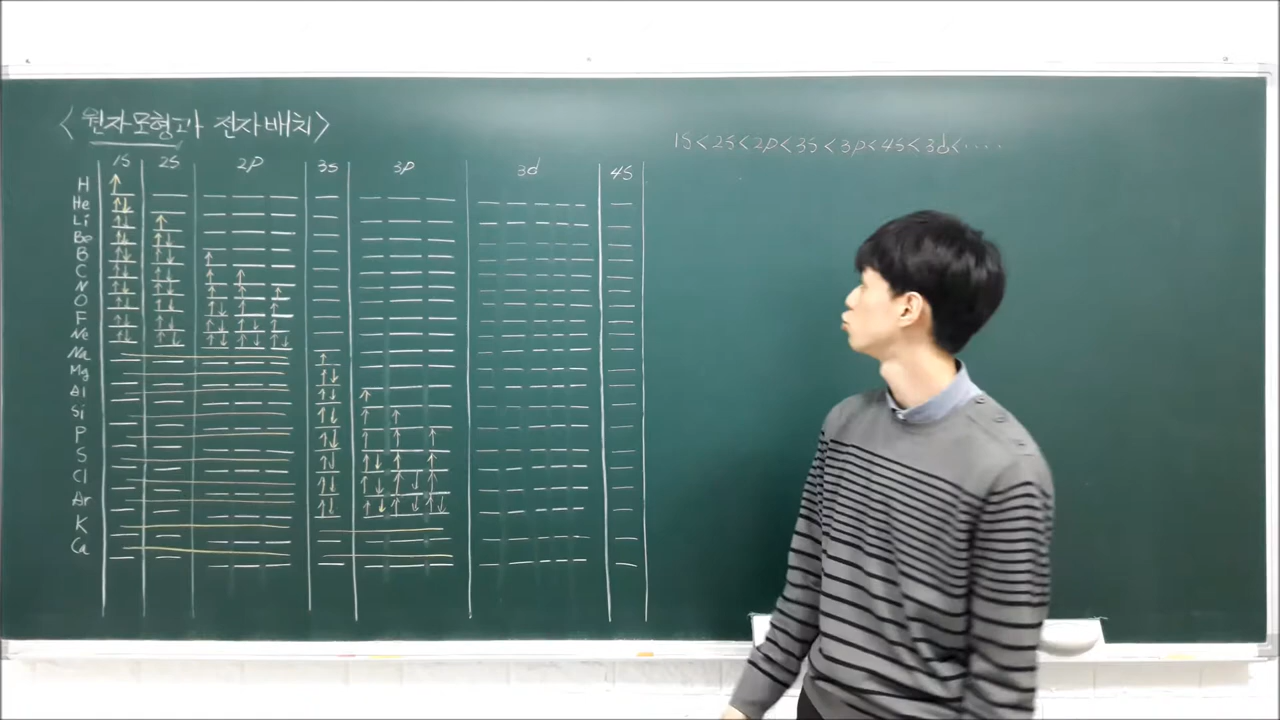 <원자모형과 전자배치>
1S<2S<2P<3S<3P<4S<3d<····
1S 2S 2P 3S 3P 3d 4S
H ↑
He ↑↓
Li ↑↓ ↑
Be ↑↓ ↑↓
B ↑↓ ↑↓ ↑
C ↑↓ ↑↓ ↑ ↑
N ↑↓ ↑↓ ↑ ↑ ↑
O ↑↓ ↑↓ ↑↓ ↑ ↑
F ↑↓ ↑↓ ↑↓ ↑↓ ↑
Ne ↑↓ ↑↓ ↑↓ ↑↓ ↑↓
Na ↑
Mg ↑↓
Al ↑↓ ↑
Si ↑↓ ↑ ↑
P ↑↓ ↑ ↑ ↑
S ↑↓ ↑↓ ↑ ↑
Cl ↑↓ ↑↓ ↑↓ ↑
Ar ↑↓ ↑↓ ↑↓ ↑↓
K
Ca